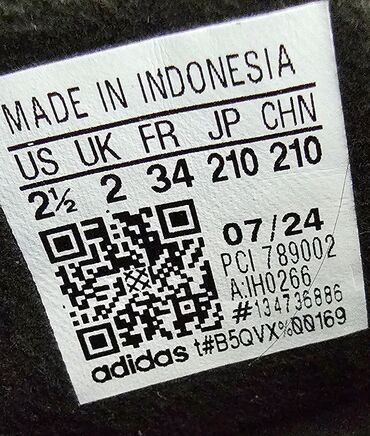 MADE IN INDONESIA
US UK FR JP CHN
2½ 2 34 210 210
07/24
PCI 789002
A:IH0266
#134736886
adidas t#B5QVX%00169